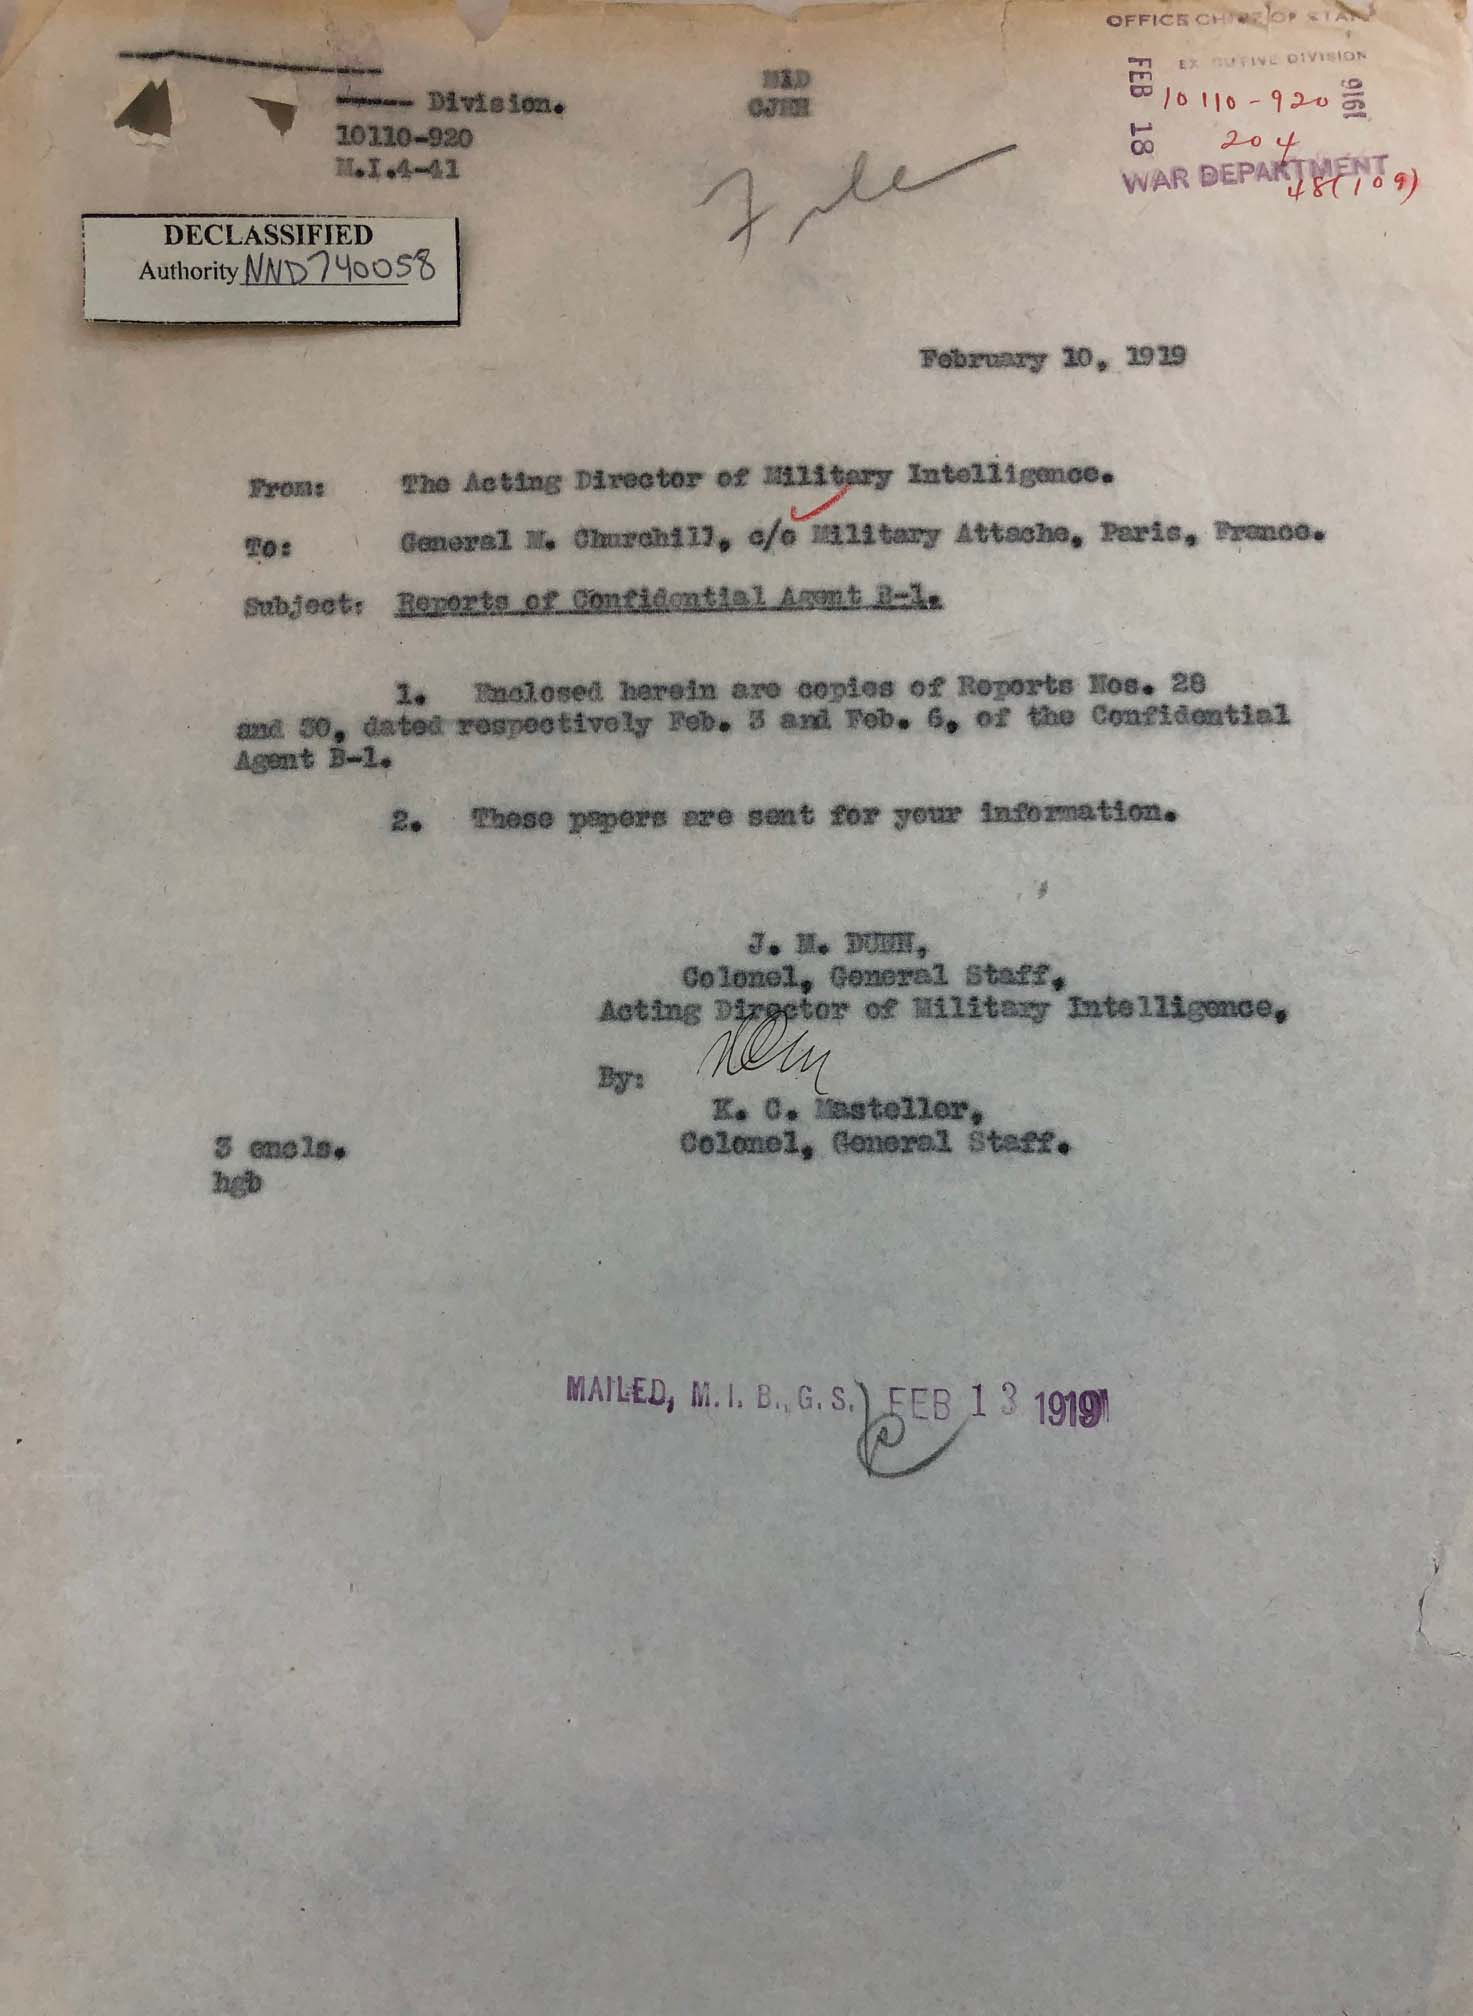 OFFICE CHIEF OF STAFF
EXECUTIVE DIVISION
FEB 18 1919
10110-920
204
WAR DEPARTMENT
48(109)
MID
CJHH
Division.
10110-920
M.I.4-41
File
DECLASSIFIED
Authority NND740058
February 10, 1919
From: The Acting Director of Military Intelligence.
To: General M. Churchill, c/o Military Attache, Paris, France.
Subject: Reports of Confidential Agent B-1.
1. Enclosed herein are copies of Reports Nos. 28
and 30, dated respectively Feb. 3 and Feb. 6, of the Confidential
Agent B-1.
2. These papers are sent for your information.
J. M. DUNN,
Colonel, General Staff,
Acting Director of Military Intelligence,
By:
K. C. Masteller,
Colonel, General Staff.
3 encls.
hgb
MAILED, M. I. B., G. S. FEB 13 1919